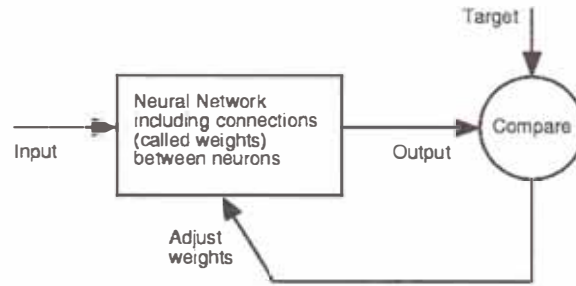 Target
Neural Network
including connections
(called weights)
between neurons
Compare
Input
Output
Adjust
weights